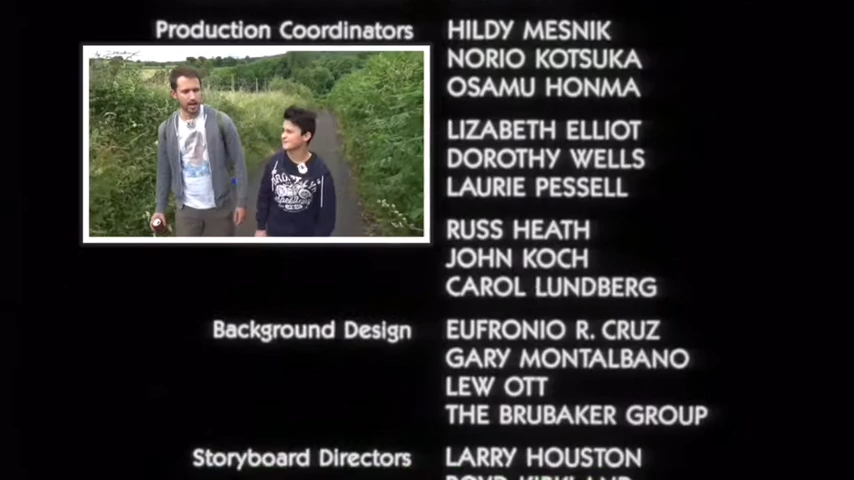 Production Coordinators HILDY MESNIK
NORIO KOTSUKA
OSAMU HONMA
LIZABETH ELLIOT
DOROTHY WELLS
LAURIE PESSELL
RUSS HEATH
JOHN KOCH
CAROL LUNDBERG
Background Design EUFRONIO R. CRUZ
GARY MONTALBANO
LEW OTT
THE BRUBAKER GROUP
Storyboard Directors LARRY HOUSTON